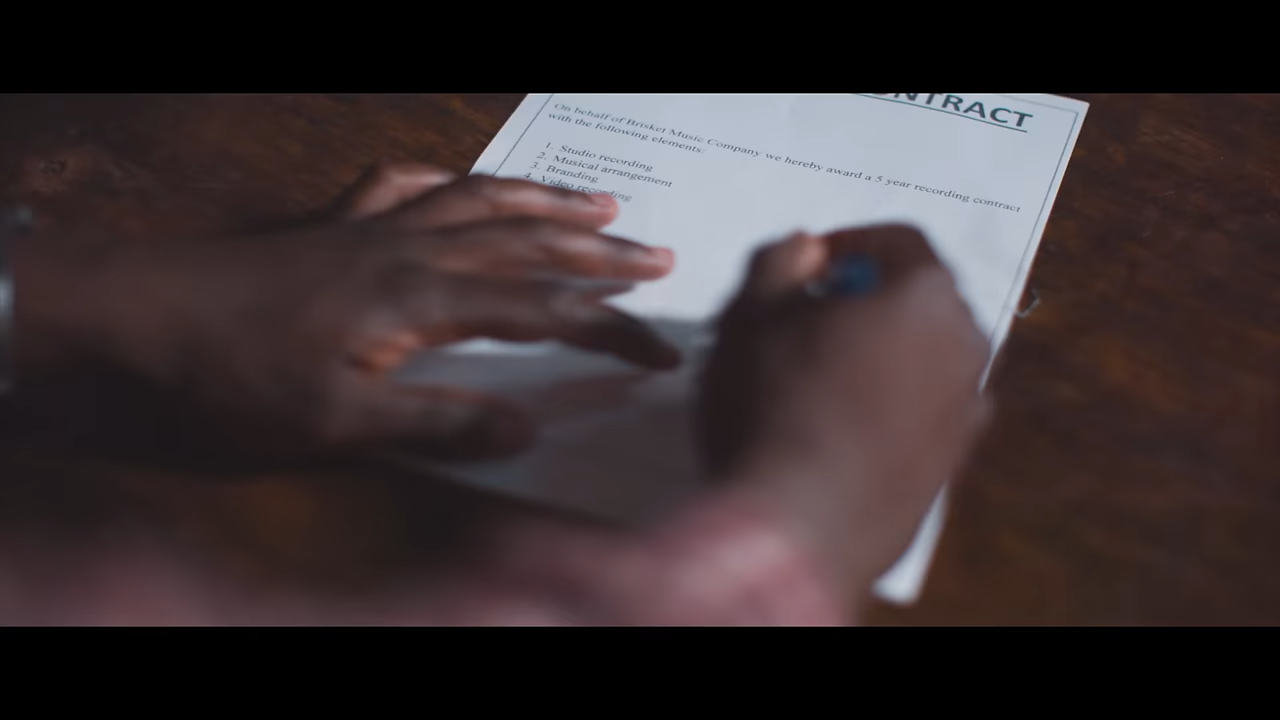 ONTRACT
On behalf of Brisket Music Company we hereby award a 5 year recording contract
with the following elements:
1. Studio recording
2. Musical arrangement
3. Branding
4. Video recording